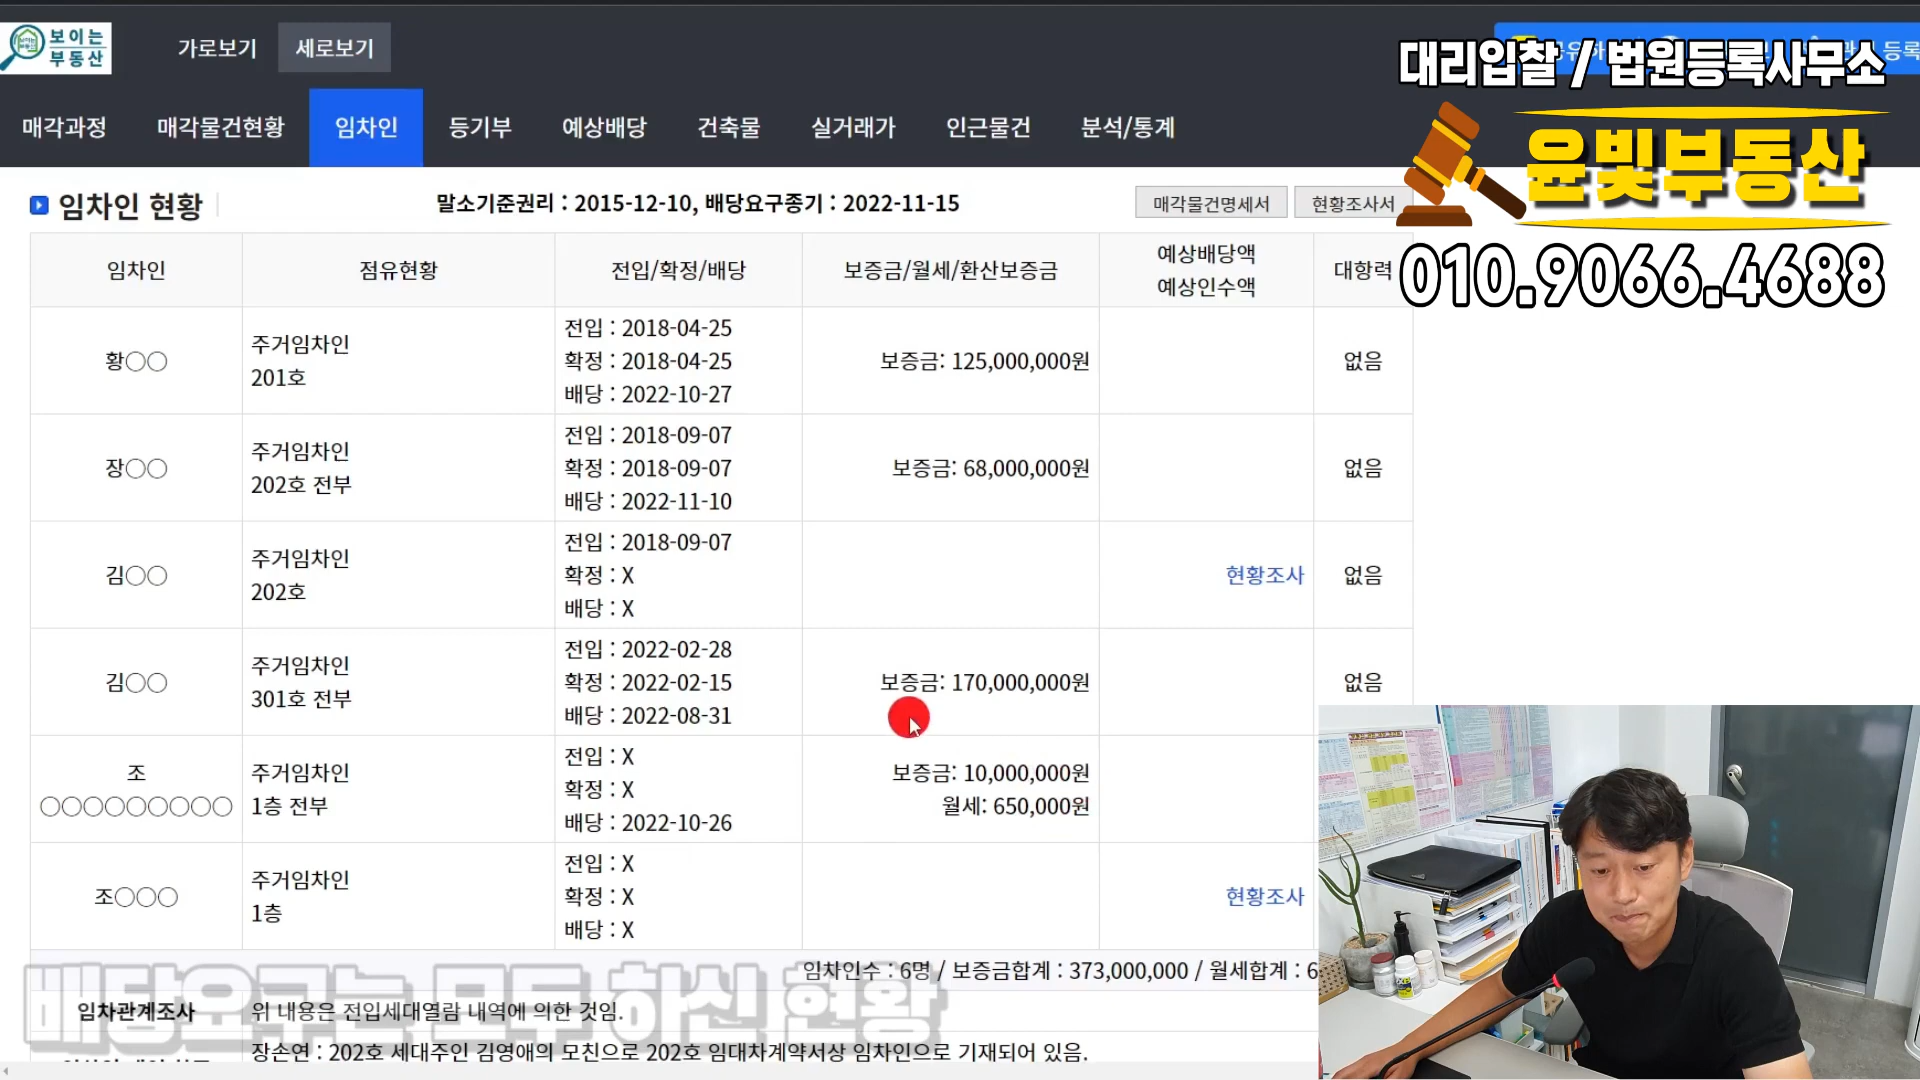 보이는
부동산
가로보기
세로보기
등록
대리입찰 / 법원등록사무소
매각과정
매각물건현황
임차인
등기부
예상배당
건축물
실거래가
인근물건
분석/통계
윤빛부동산
010.9066.4688
임차인 현황
말소기준권리 : 2015-12-10, 배당요구종기 : 2022-11-15
매각물건명세서
현황조사서
임차인
점유현황
전입/확정/배당
보증금/월세/환산보증금
예상배당액
예상인수액
대항력
황○○
주거임차인
201호
전입 : 2018-04-25
확정 : 2018-04-25
배당 : 2022-10-27
보증금: 125,000,000원
없음
장○○
주거임차인
202호 전부
전입 : 2018-09-07
확정 : 2018-09-07
배당 : 2022-11-10
보증금: 68,000,000원
없음
김○○
주거임차인
202호
전입 : 2018-09-07
확정 : X
배당 : X
현황조사
없음
김○○
주거임차인
301호 전부
전입 : 2022-02-28
확정 : 2022-02-15
배당 : 2022-08-31
보증금: 170,000,000원
없음
조
○○○○○○○○○
주거임차인
1층 전부
전입 : X
확정 : X
배당 : 2022-10-26
보증금: 10,000,000원
월세: 650,000원
조○○○
주거임차인
1층
전입 : X
확정 : X
배당 : X
현황조사
임차인수 : 6명 / 보증금합계 : 373,000,000 / 월세합계 : 6
배당요구는 모두 하신 현황
임차관계조사
위 내용은 전입세대열람 내역에 의한 것임.
장손연 : 202호 세대주인 김영애의 모친으로 202호 임대차계약서상 임차인으로 기재되어 있음.